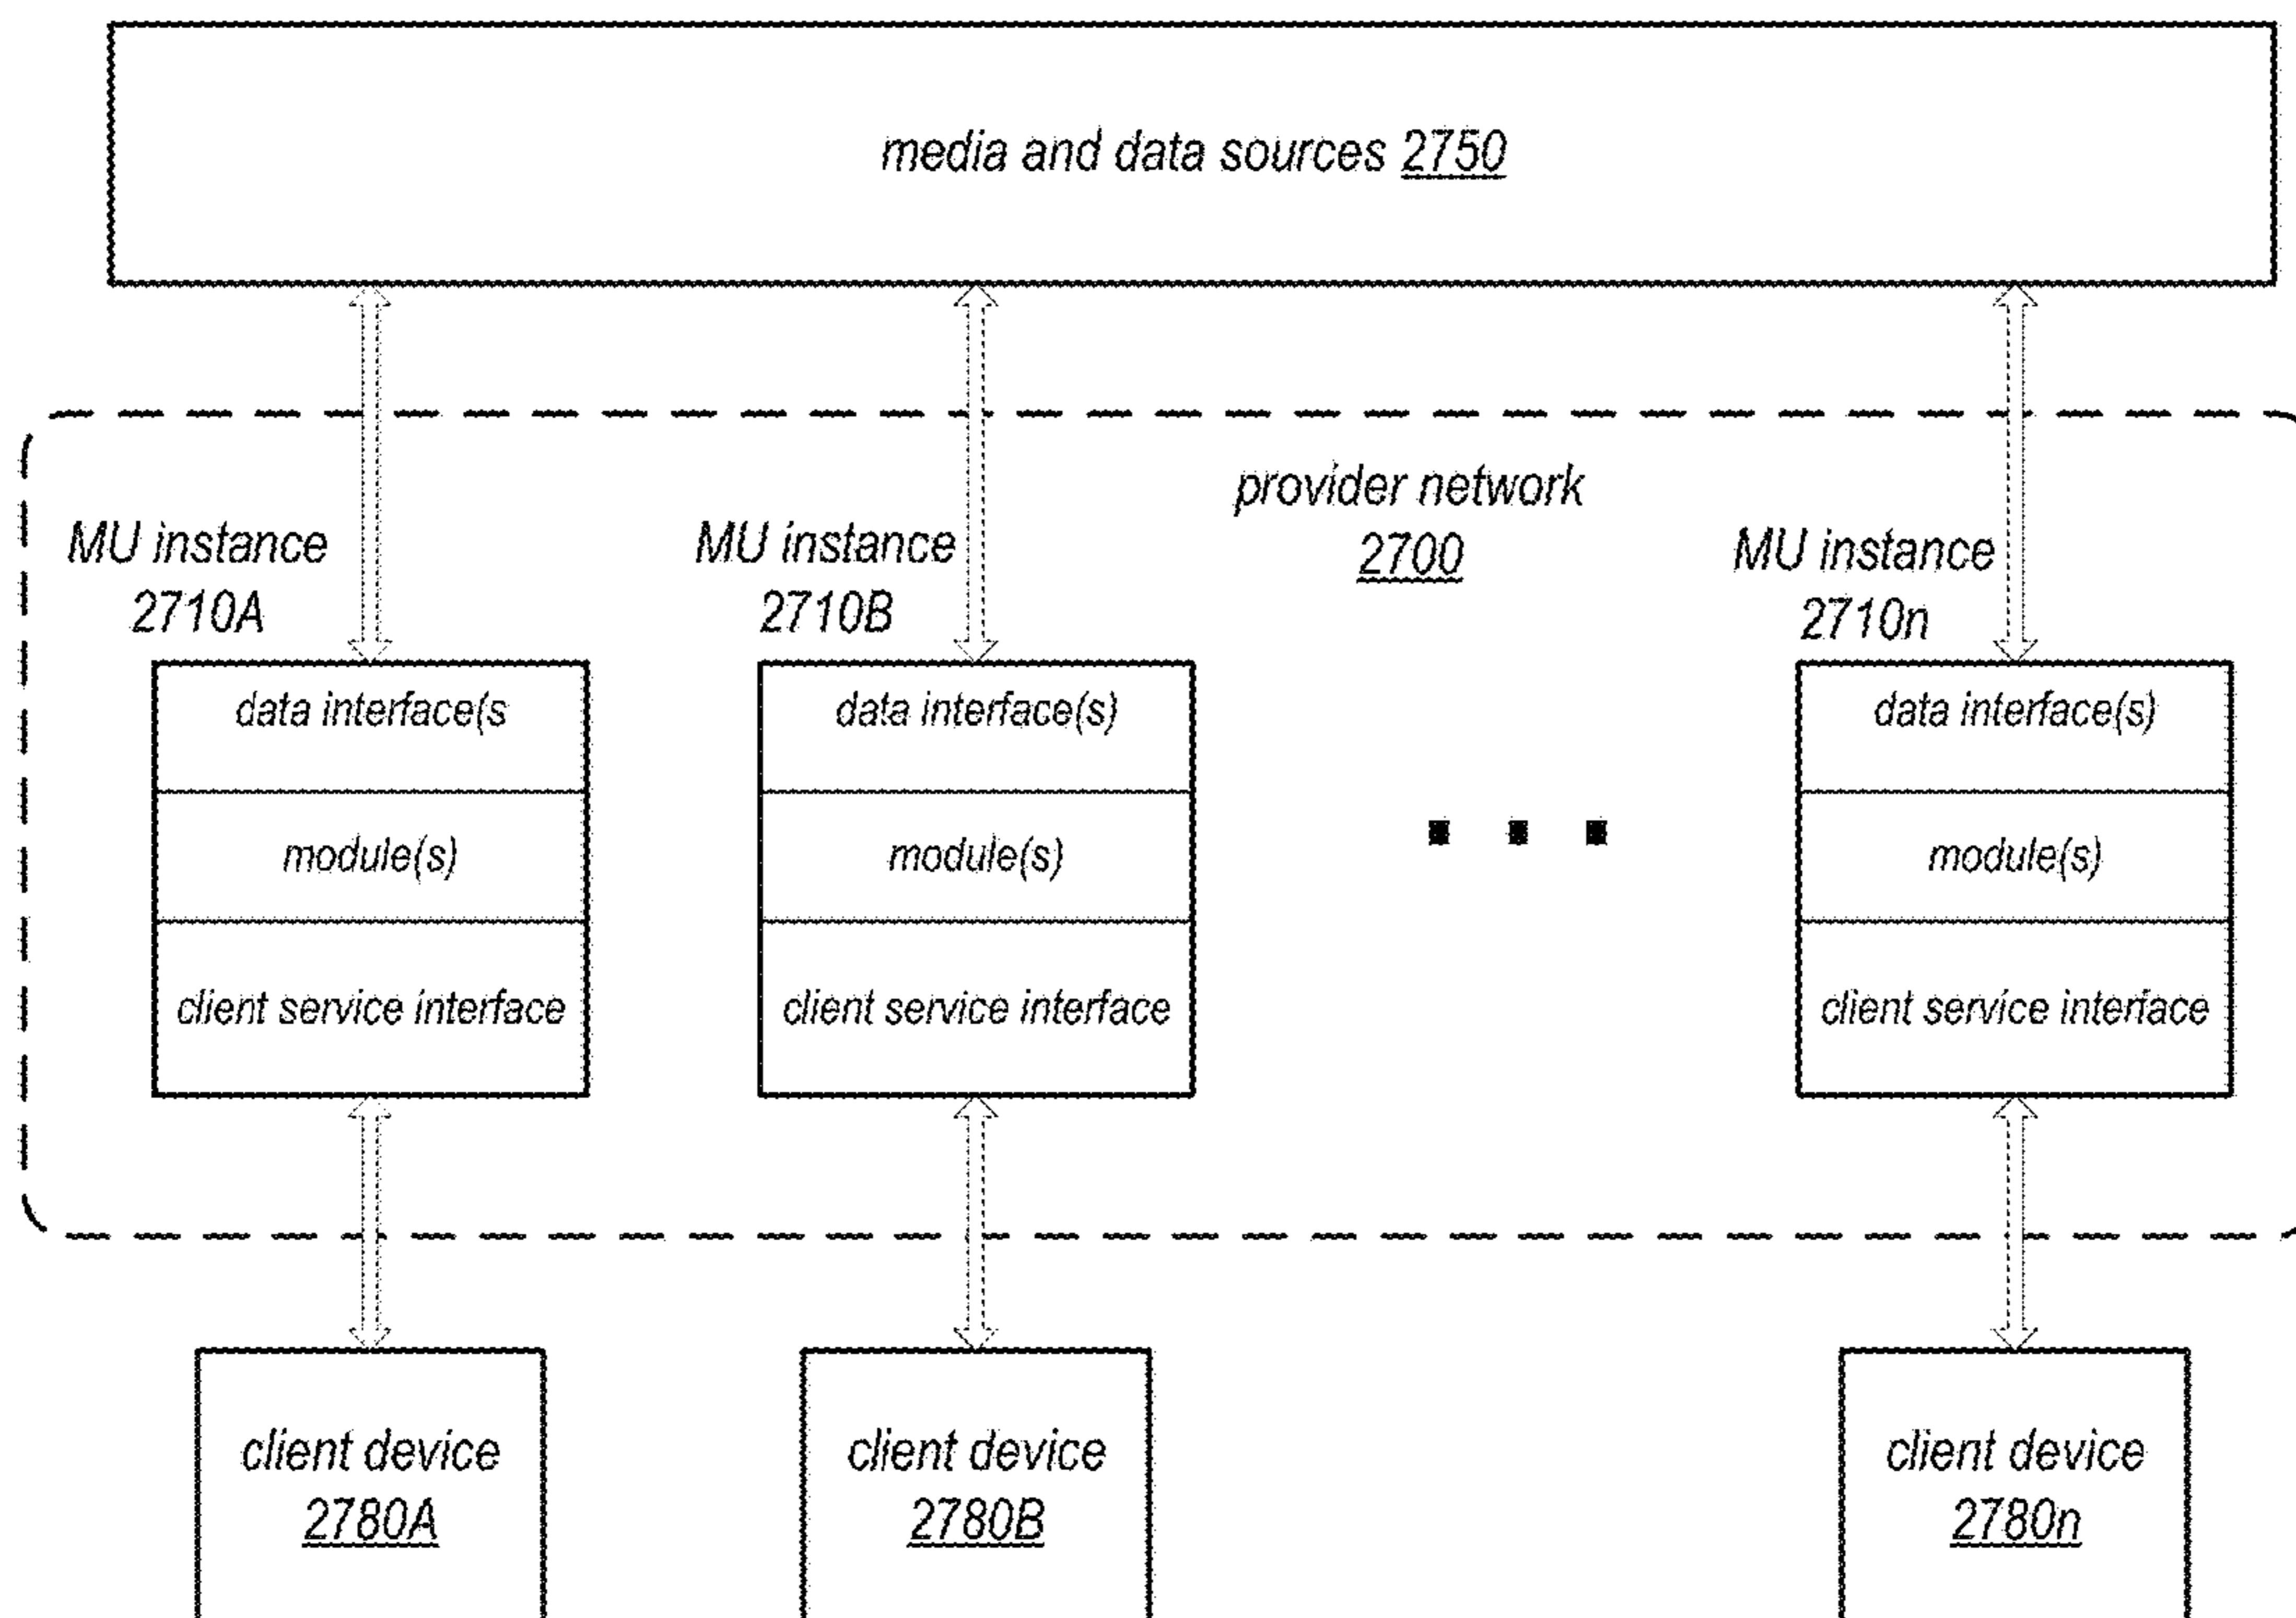 media and data sources 2750
provider network
2700
MU instance
2710A
MU instance
2710B
MU instance
2710n
data interface(s
module(s)
client service interface
data interface(s)
module(s)
client service interface
data interface(s)
module(s)
client service interface
client device
2780A
client device
2780B
client device
2780n